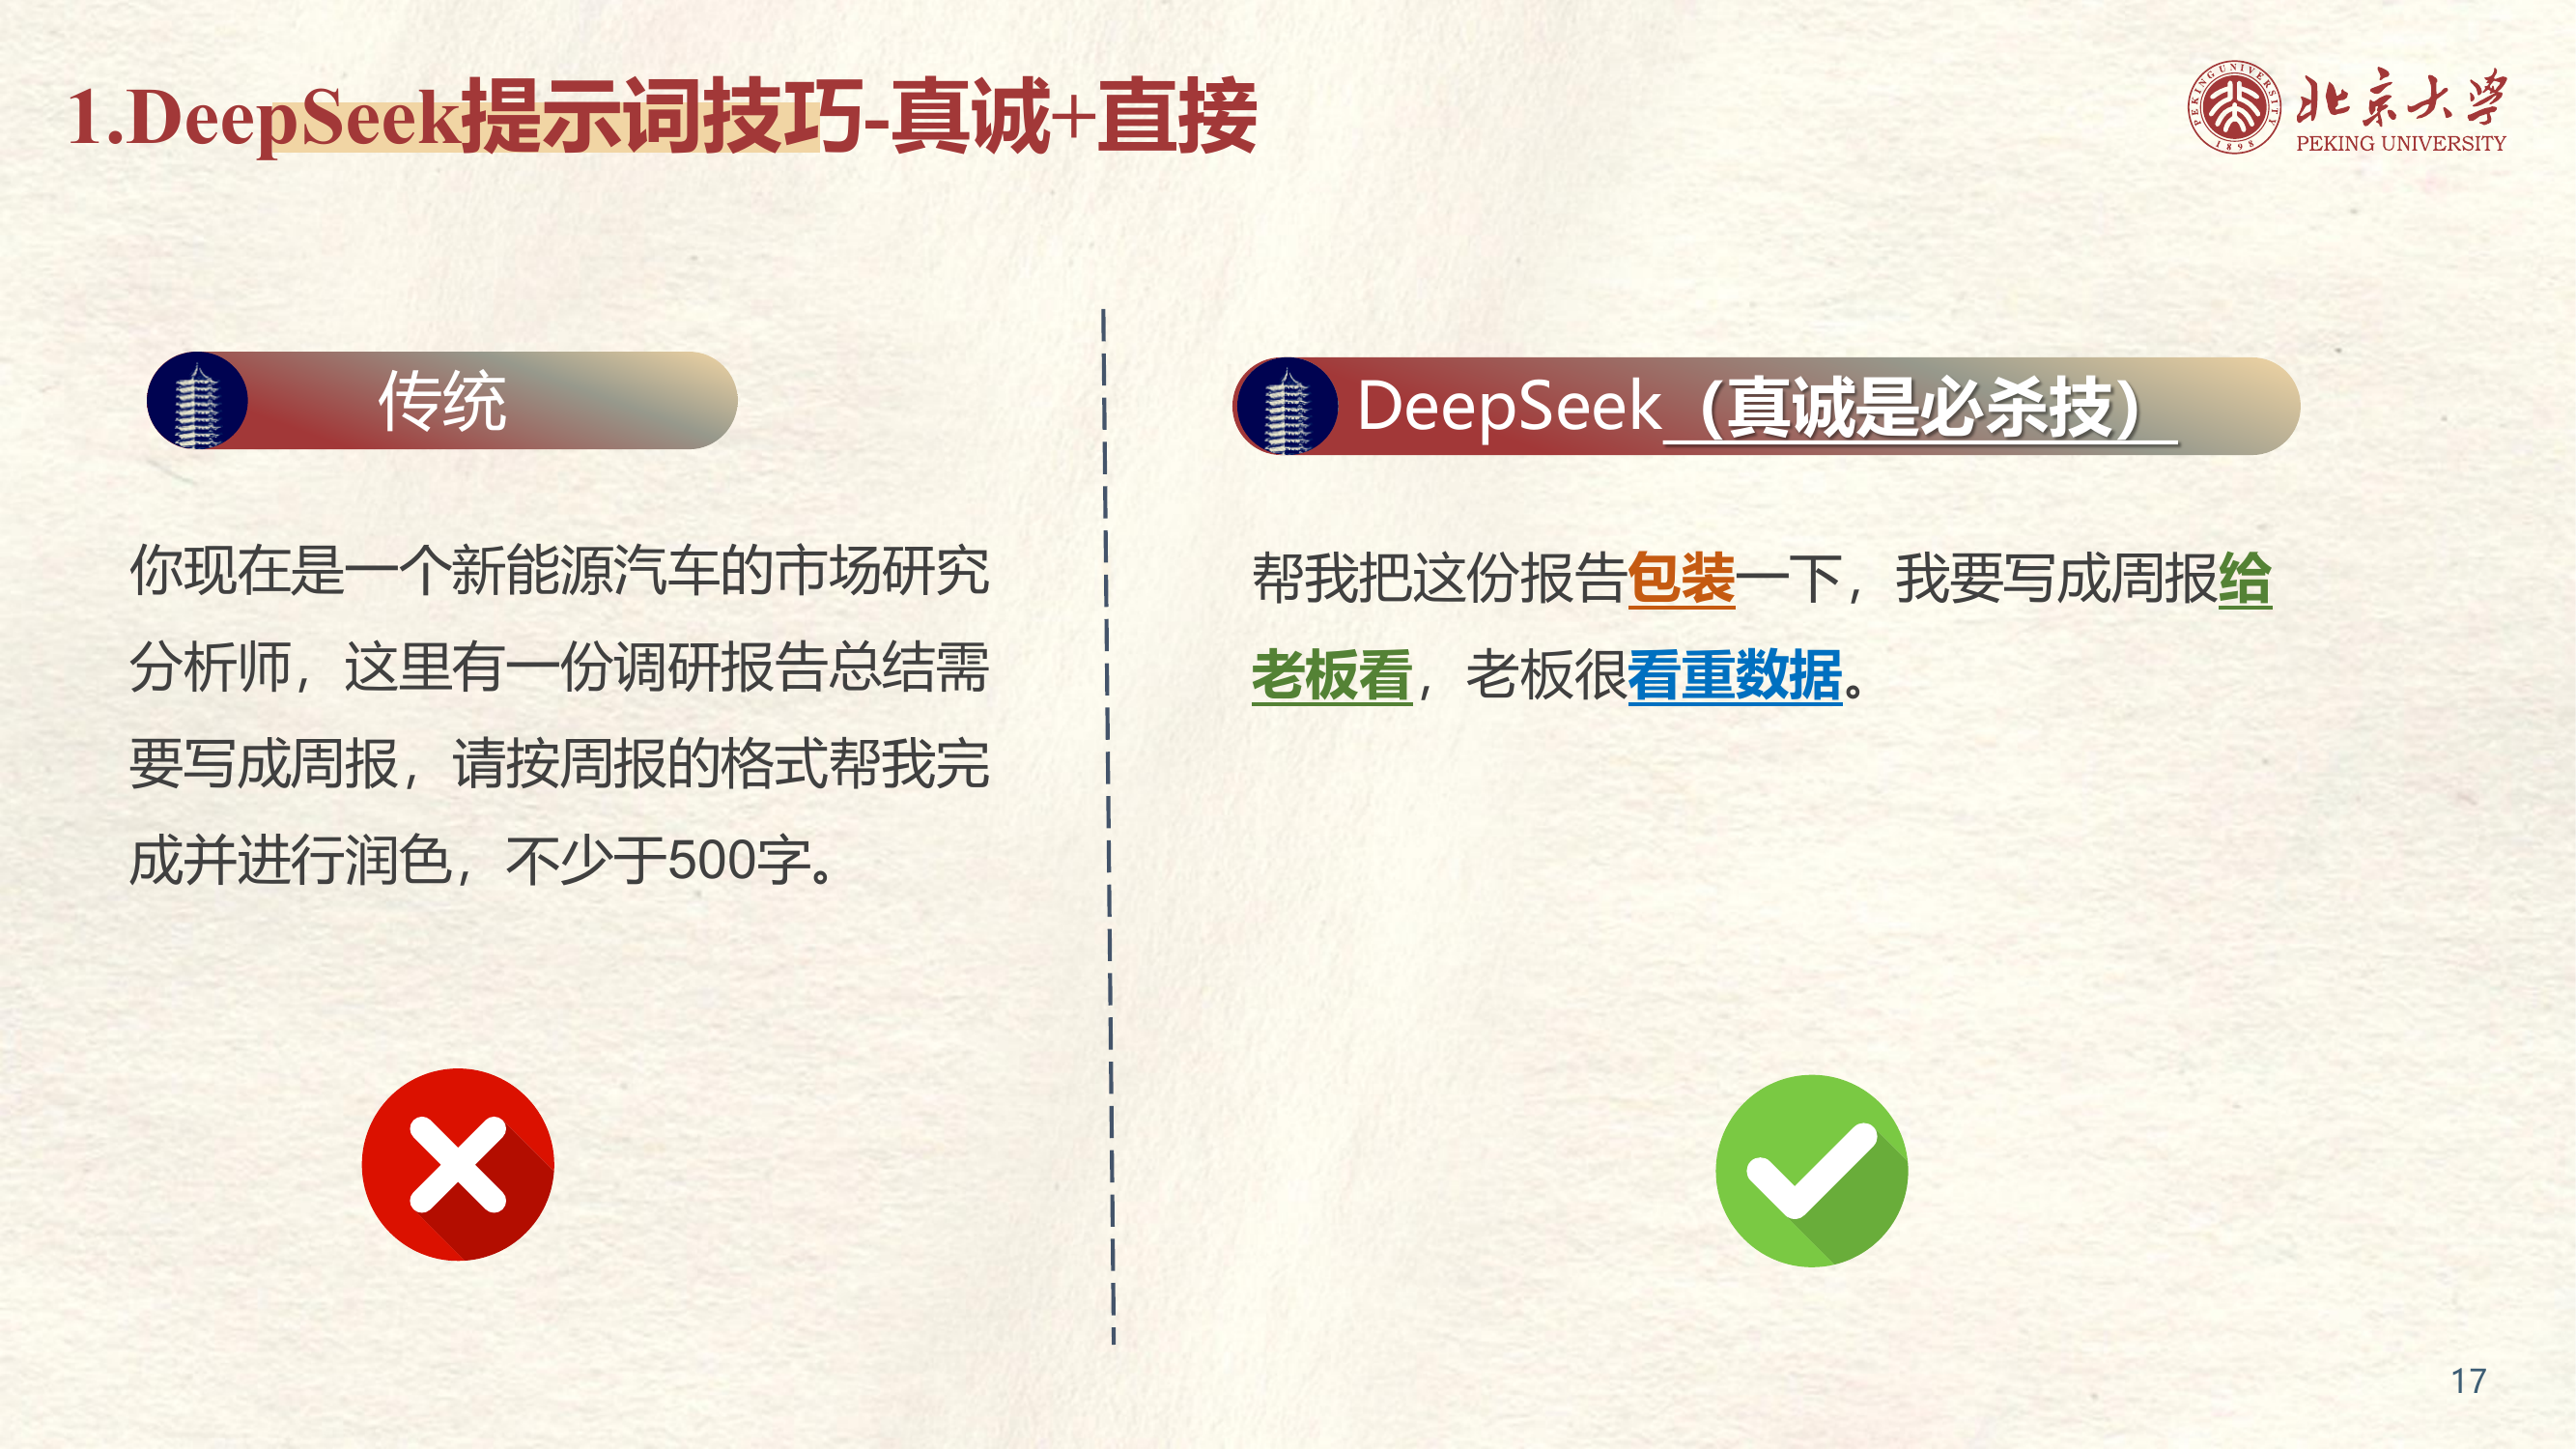 1.DeepSeek提示词技巧-真诚+直接
PEKING UNIVERSITY
1898
北京大学
PEKING UNIVERSITY
传统
你现在是一个新能源汽车的市场研究
分析师，这里有一份调研报告总结需
要写成周报，请按周报的格式帮我完
成并进行润色，不少于500字。
DeepSeek（真诚是必杀技）
帮我把这份报告包装一下，我要写成周报给
老板看，老板很看重数据。
17